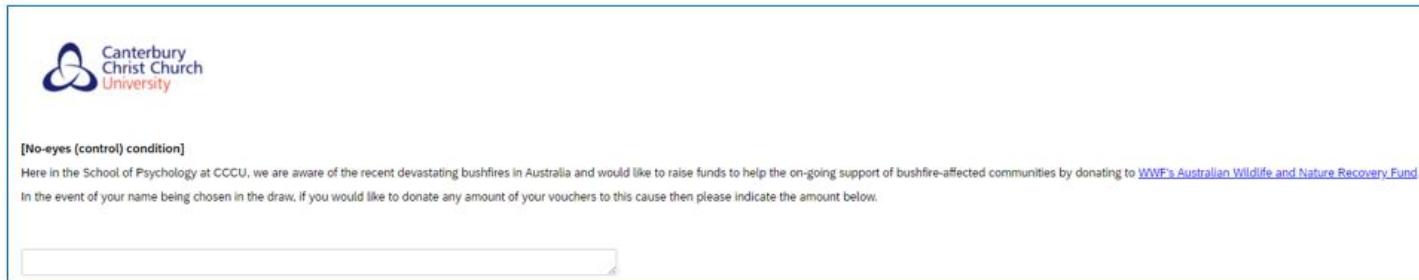 Canterbury
Christ Church
University
[No-eyes (control) condition]
Here in the School of Psychology at CCCU, we are aware of the recent devastating bushfires in Australia and would like to raise funds to help the on-going support of bushfire-affected communities by donating to WWF's Australian Wildlife and Nature Recovery Fund.
In the event of your name being chosen in the draw, if you would like to donate any amount of your vouchers to this cause then please indicate the amount below.